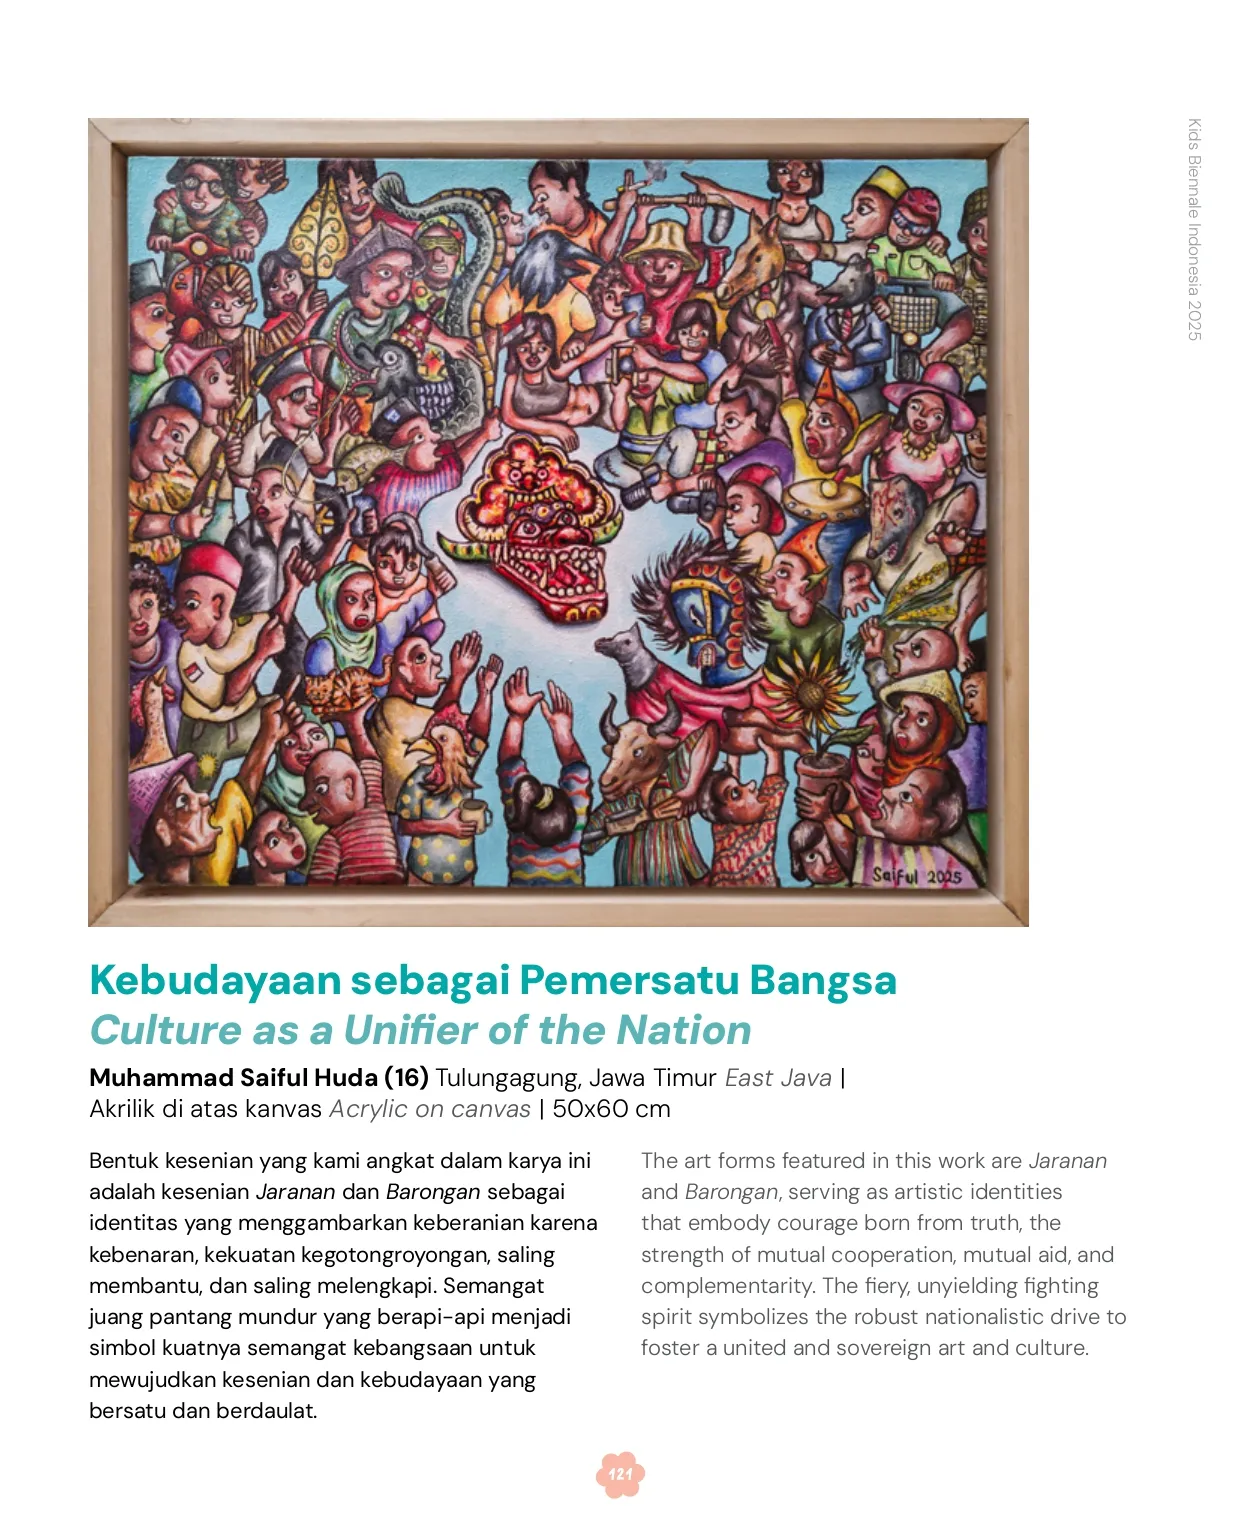 Kids Biennale Indonesia 2025
Saiful 2025
Kebudayaan sebagai Pemersatu Bangsa
Culture as a Unifier of the Nation
Muhammad Saiful Huda (16) Tulungagung, Jawa Timur East Java |
Akrilik di atas kanvas Acrylic on canvas | 50x60 cm
Bentuk kesenian yang kami angkat dalam karya ini
adalah kesenian Jaranan dan Barongan sebagai
identitas yang menggambarkan keberanian karena
kebenaran, kekuatan kegotongroyongan, saling
membantu, dan saling melengkapi. Semangat
juang pantang mundur yang berapi-api menjadi
simbol kuatnya semangat kebangsaan untuk
mewujudkan kesenian dan kebudayaan yang
bersatu dan berdaulat.
The art forms featured in this work are Jaranan
and Barongan, serving as artistic identities
that embody courage born from truth, the
strength of mutual cooperation, mutual aid, and
complementarity. The fiery, unyielding fighting
spirit symbolizes the robust nationalistic drive to
foster a united and sovereign art and culture.
121